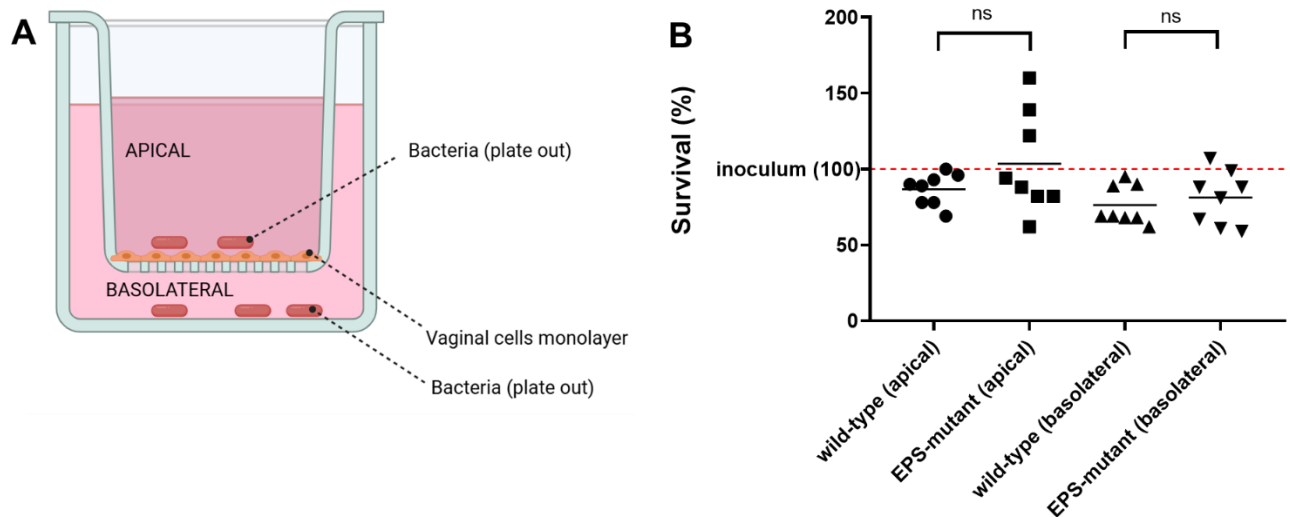 A
APICAL
BASOLATERAL
Bacteria (plate out)
Vaginal cells monolayer
Bacteria (plate out)
B
Survival (%)
200
150
inoculum (100)
50
0
ns
ns
wild-type (apical)
EPS-mutant (apical)
wild-type (basolateral)
EPS-mutant (basolateral)